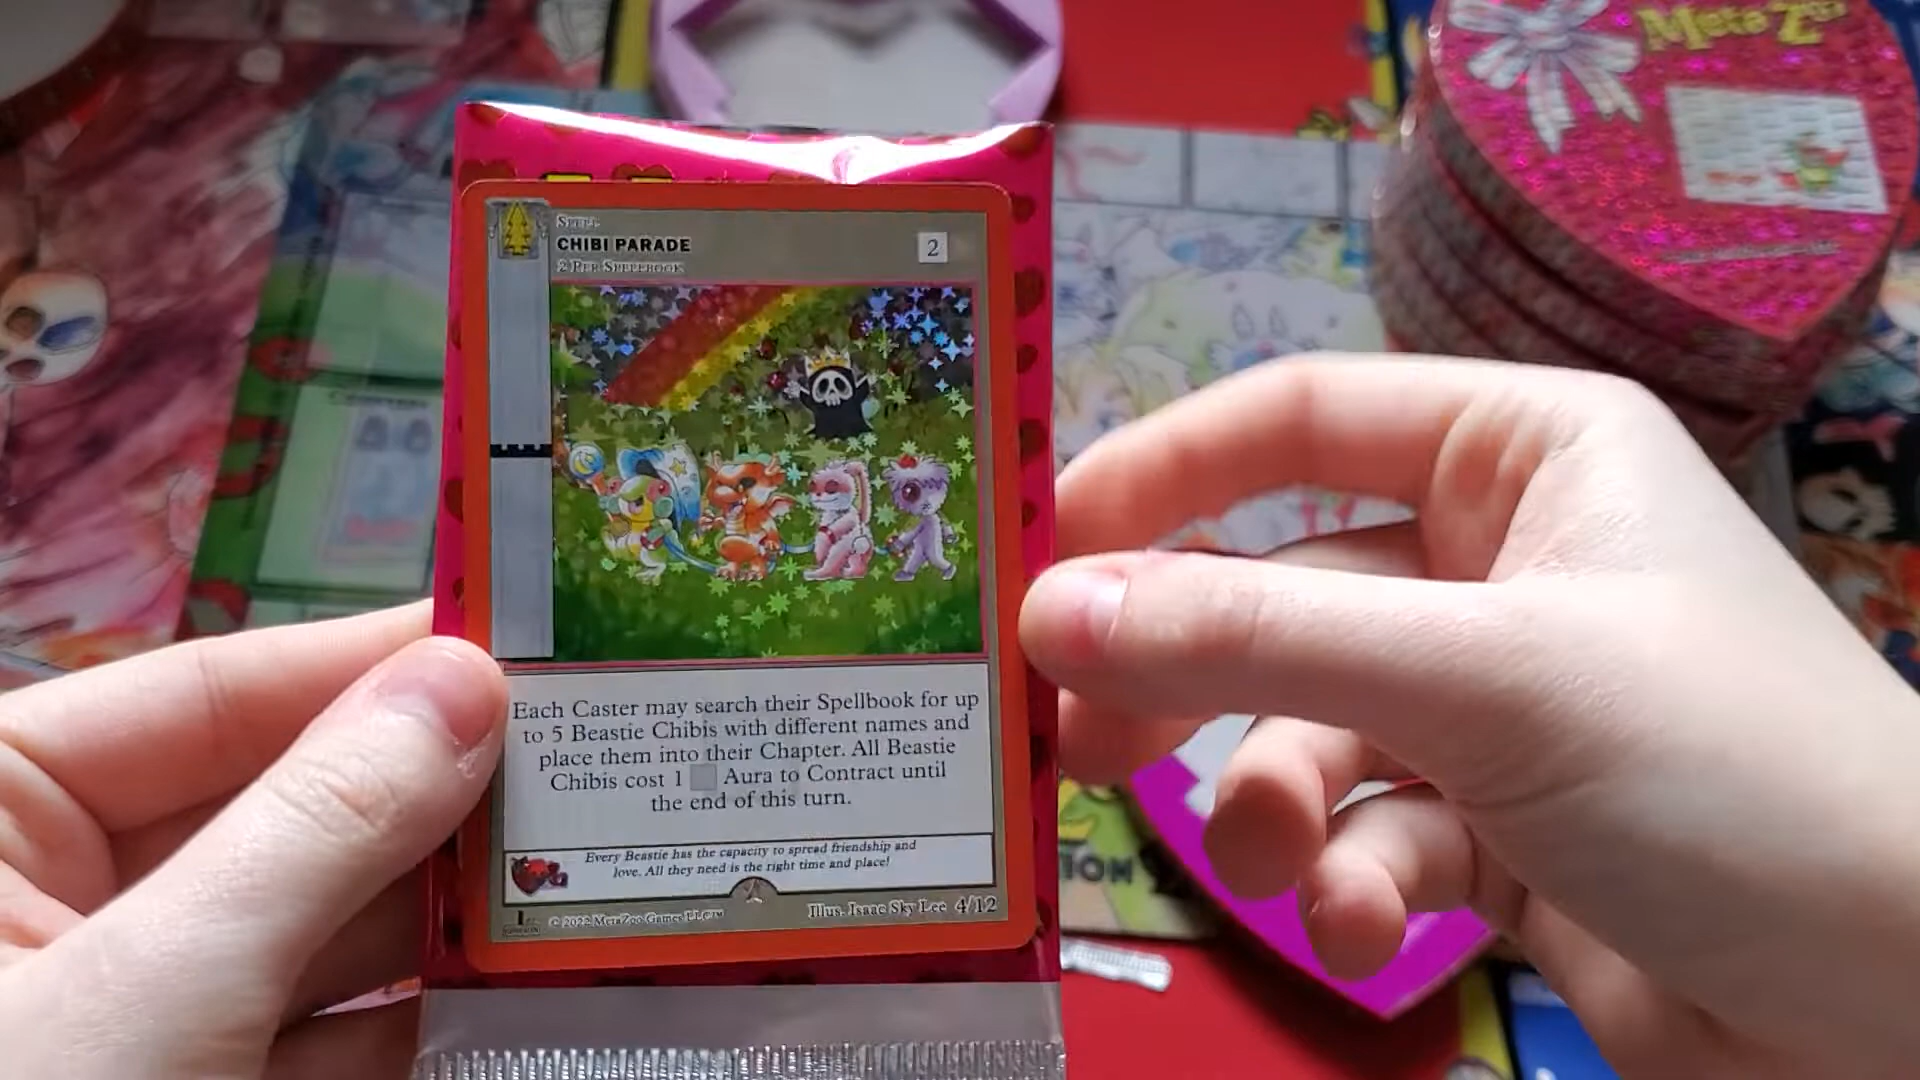 Meta Zoo
SPELL
CHIBI PARADE
2
2 PER SPELLBOOK
Each Caster may search their Spellbook for up
to 5 Beastie Chibis with different names and
place them into their Chapter. All Beastie
Chibis cost 1 Aura to Contract until
the end of this turn.
Every Beastie has the capacity to spread friendship and
love. All they need is the right time and place!
© 2022 MetaZoo Games LLC™
Illus. Isaac Sky Lee 4/12
TION